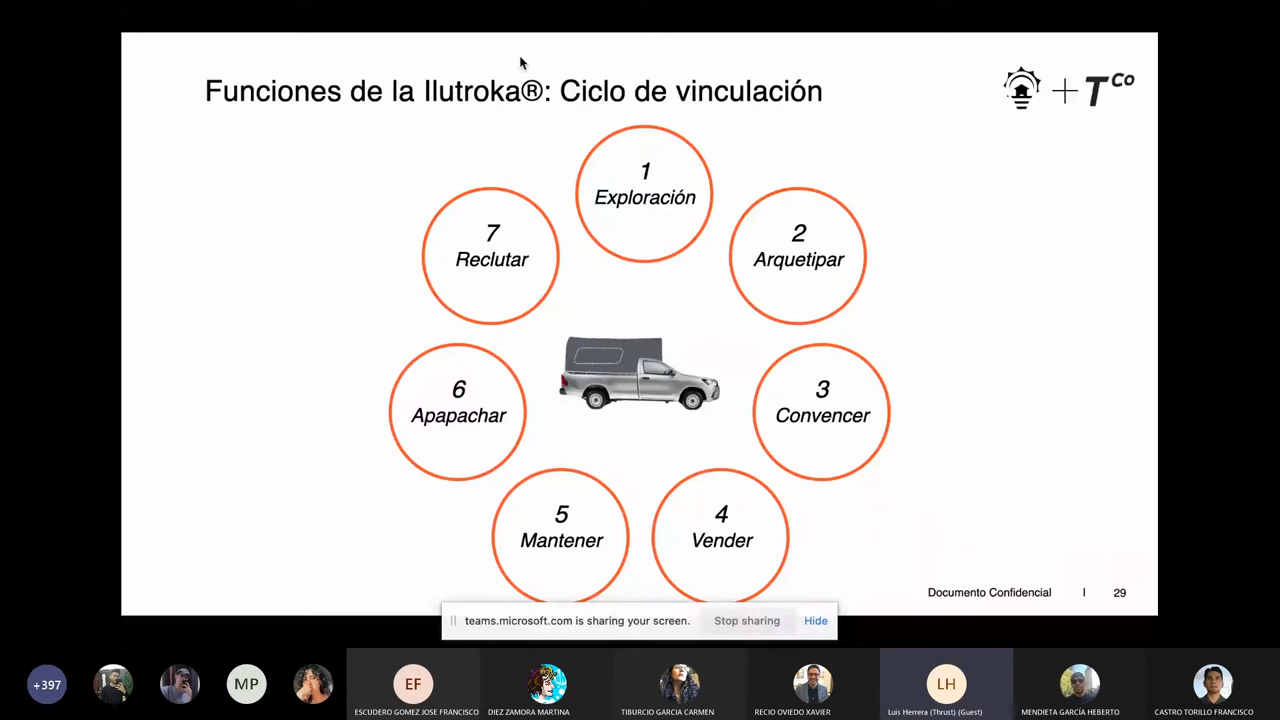 Funciones de la Ilutroka®: Ciclo de vinculación
T Co
1
Exploración
2
Arquetipar
3
Convencer
4
Vender
5
Mantener
6
Apapachar
7
Reclutar
Documento Confidencial I 29
teams.microsoft.com is sharing your screen. Stop sharing Hide
+397
MP
EF
ESCUDERO GOMEZ JOSE FRANCISCO
DIEZ ZAMORA MARTINA
TIBURCIO GARCIA CARMEN
RECIO OVIEDO XAVIER
LH
Luis Herrera (Thrust) (Guest)
MENDIETA GARCÍA HEBERTO
CASTRO TORILLO FRANCISCO